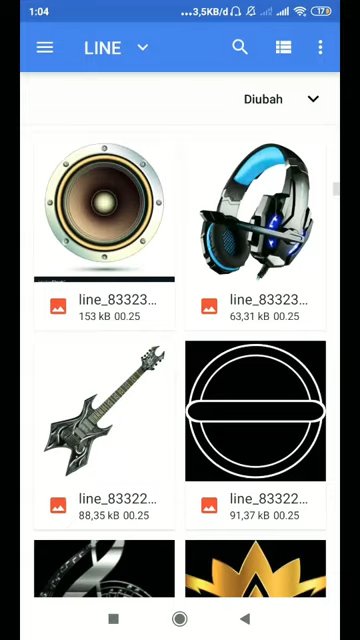 1:04
...3,5KB/d
17
LINE
Diubah
line_83323...
153 kB 00.25
line_83323...
63,31 kB 00.25
line_83322...
88,35 kB 00.25
line_83322...
91,37 kB 00.25